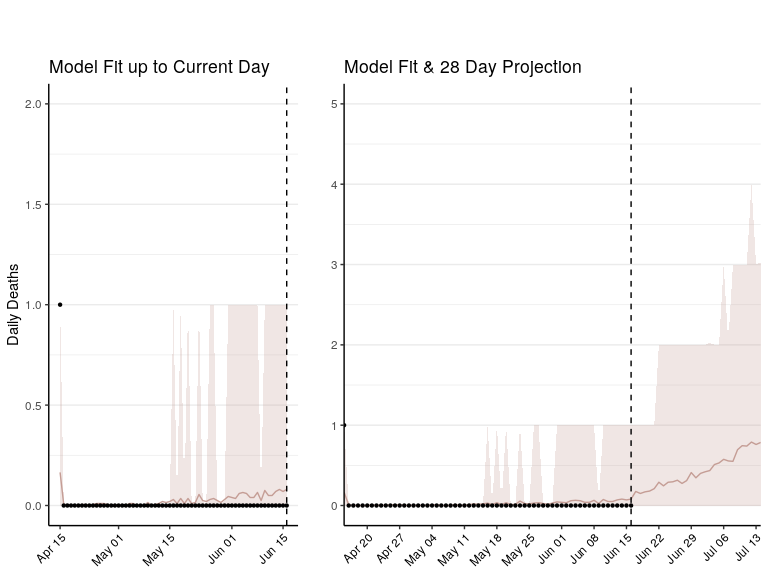 Model Fit up to Current Day
Model Fit & 28 Day Projection
Daily Deaths
2.0
1.5
1.0
0.5
0.0
Apr 15
May 01
May 15
Jun 01
Jun 15
5
4
3
2
1
0
Apr 20
Apr 27
May 04
May 11
May 18
May 25
Jun 01
Jun 08
Jun 15
Jun 22
Jun 29
Jul 06
Jul 13